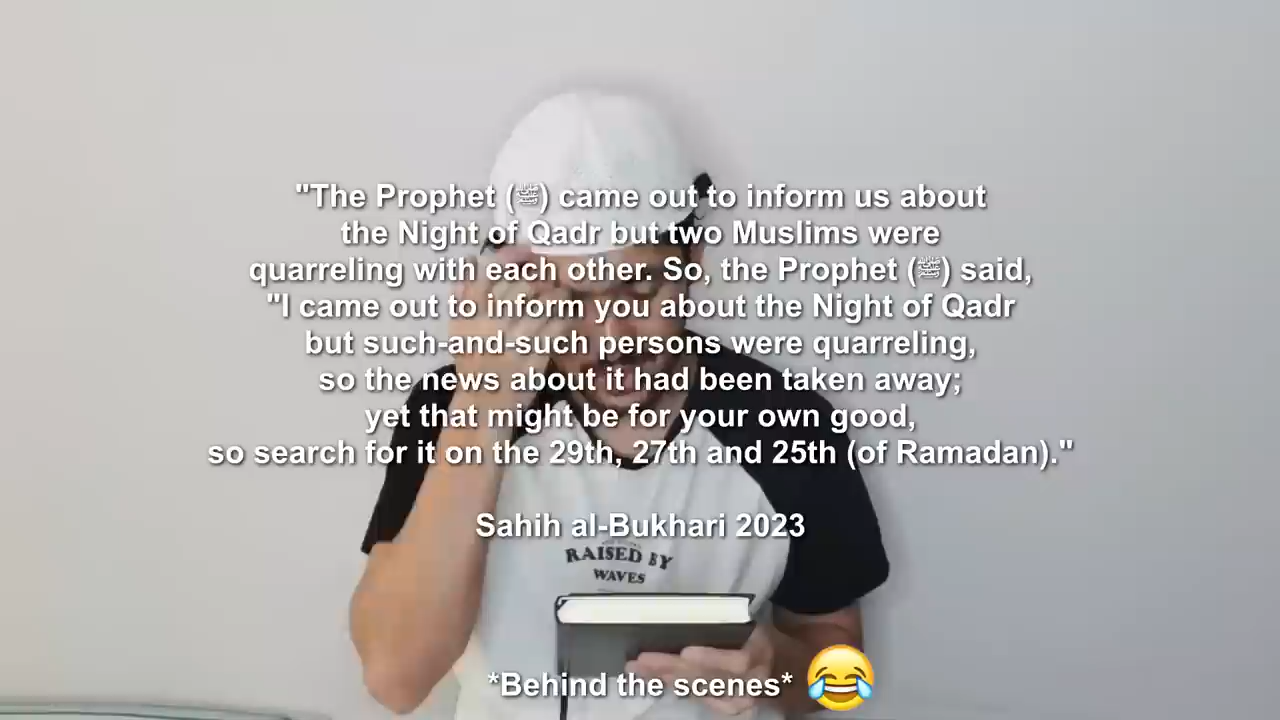 "The Prophet (ﷺ) came out to inform us about
the Night of Qadr but two Muslims were
quarreling with each other. So, the Prophet (ﷺ) said,
"I came out to inform you about the Night of Qadr
but such-and-such persons were quarreling,
so the news about it had been taken away;
yet that might be for your own good,
so search for it on the 29th, 27th and 25th (of Ramadan)."
Sahih al-Bukhari 2023
RAISED BY
WAVES
*Behind the scenes* 😂